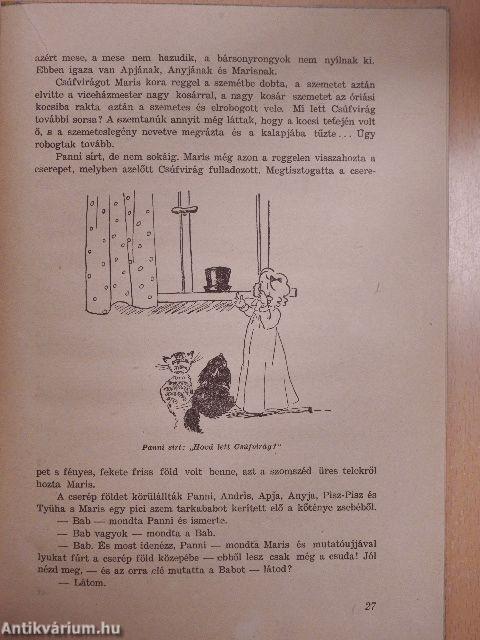 azért mese, a mese nem hazudik, a bársonyrongyok nem nyílnak ki.
Ebben igaza van Apjának, Anyjának és Marisnak.
Csúfvirágot Maris kora reggel a szemétbe dobta, a szemetet aztán
elvitte a viceházmester nagy kosárral, a nagy kosár szemetet az óriási
kocsiba rakta aztán a szemetes és elrobogott vele. Mi lett Csúfvirág
további sorsa? A szemtanúk annyit még láttak, hogy a kocsi tetején volt
ő, s a szemeteslegény nevetve megrázta és a kalapjába tűzte... Úgy
robogtak tovább.
Panni sírt, de nem sokáig. Maris még azon a reggelen visszahozta a
cserepet, melyben azelőtt Csúfvirág fulladozott. Megtisztogatta a csere-
Panni sírt: „Hová lett Csúfvirág?"
pet s fényes, fekete friss föld volt benne, azt a szomszéd üres telekről
hozta Maris.
A cserép földet körülállták Panni, Andris, Apja, Anyja, Pisz-Pisz és
Tyüha s Maris egy pici szem tarkababot kerített elő a köténye zsebéből.
— Bab — mondta Panni és ismerte.
— Bab vagyok — mondta a Bab.
— Bab. És most idenézz, Panni — mondta Maris és mutatóujjával
lyukat fúrt a cserép föld közepébe — ebből lesz csak még a csuda! Jól
nézd meg, — és az orra elé mutatta a Babot — látod?
— Látom.
27
Antikvárium.hu